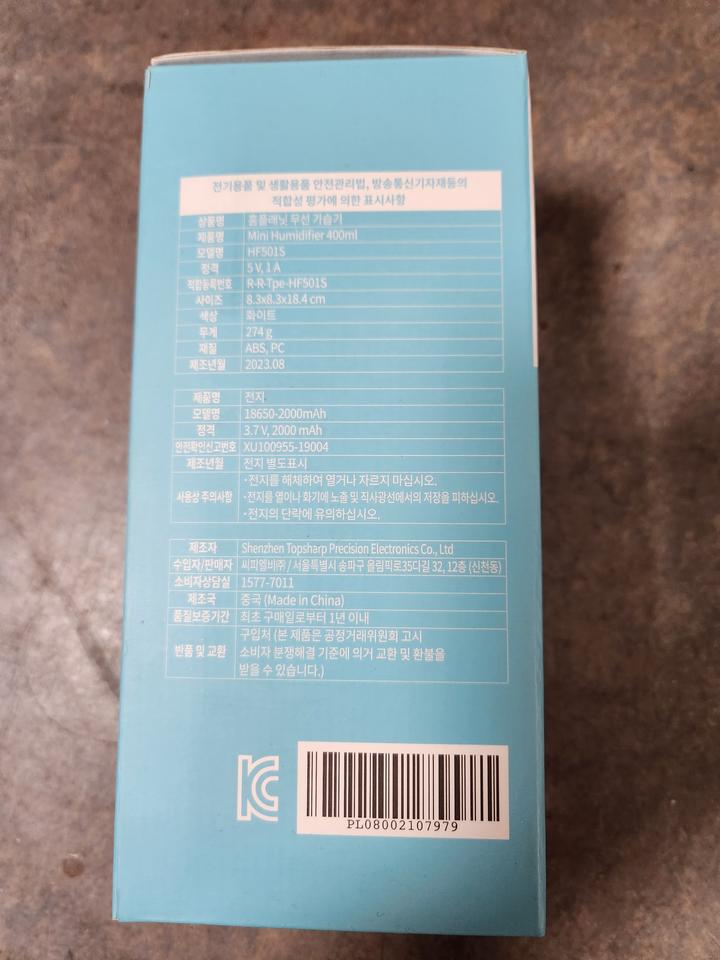 전기용품 및 생활용품 안전관리법, 방송통신기자재등의
적합성 평가에 의한 표시사항
상품명 홈플래닛 무선 가습기
제품명 Mini Humidifier 400ml
모델명 HF501S
정격 5 V, 1 A
적합등록번호 R-R-Tpe-HF501S
사이즈 8.3x8.3x18.4 cm
색상 화이트
무게 274 g
재질 ABS, PC
제조년월 2023.08
제품명 전지
모델명 18650-2000mAh
정격 3.7 V, 2000 mAh
안전확인신고번호 XU100955-19004
제조년월 전지 별도표시
사용상 주의사항 •전지를 해체하여 열거나 자르지 마십시오.
•전지를 열이나 화기에 노출 및 직사광선에서의 저장을 피하십시오.
•전지의 단락에 유의하십시오.
제조자 Shenzhen Topsharp Precision Electronics Co., Ltd
수입자/판매자 씨피엘비㈜ / 서울특별시 송파구 올림픽로35다길 32, 12층 (신천동)
소비자상담실 1577-7011
제조국 중국 (Made in China)
품질보증기간 최초 구매일로부터 1년 이내
반품 및 교환 구입처 (본 제품은 공정거래위원회 고시
소비자 분쟁해결 기준에 의거 교환 및 환불을
받을 수 있습니다.)
KC
PL08002107979